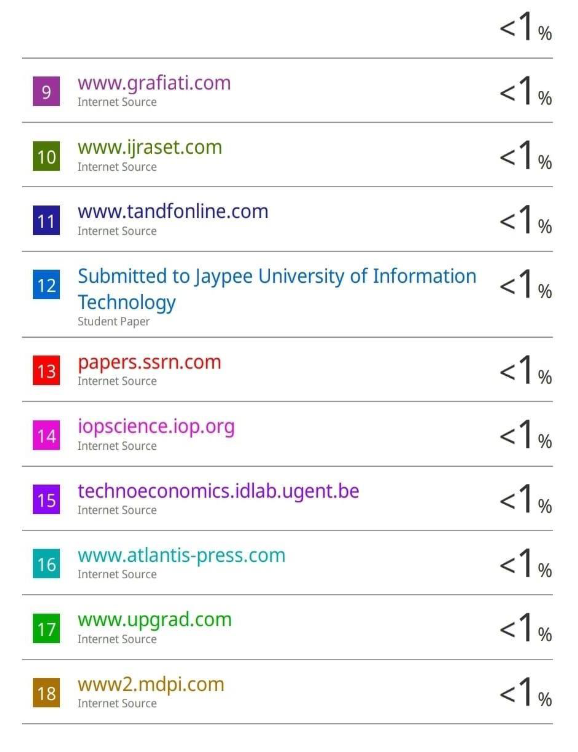 <1%
9 www.grafiati.com <1%
Internet Source
10 www.ijraset.com <1%
Internet Source
11 www.tandfonline.com <1%
Internet Source
12 Submitted to Jaypee University of Information <1%
Technology
Student Paper
13 papers.ssrn.com <1%
Internet Source
14 iopscience.iop.org <1%
Internet Source
15 technoeconomics.idlab.ugent.be <1%
Internet Source
16 www.atlantis-press.com <1%
Internet Source
17 www.upgrad.com <1%
Internet Source
18 www2.mdpi.com <1%
Internet Source